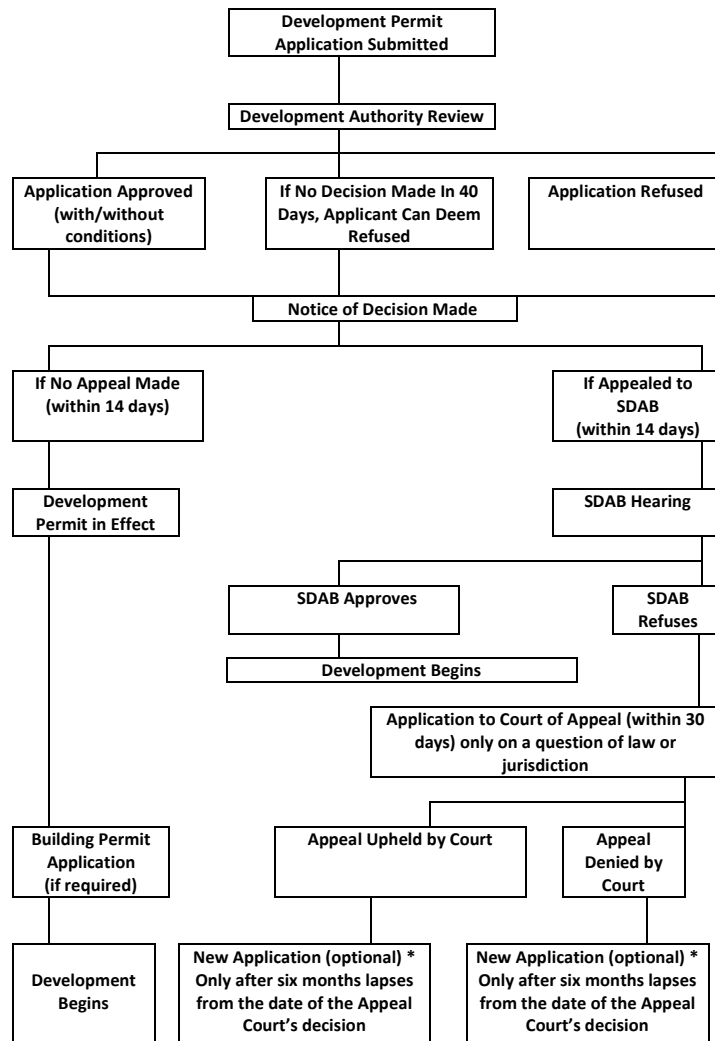 Development Permit
Application Submitted
Development Authority Review
Application Approved
(with/without
conditions)
If No Decision Made In 40
Days, Applicant Can Deem
Refused
Application Refused
Notice of Decision Made
If No Appeal Made
(within 14 days)
If Appealed to
SDAB
(within 14 days)
Development
Permit in Effect
SDAB Hearing
SDAB Approves
SDAB
Refuses
Development Begins
Application to Court of Appeal (within 30
days) only on a question of law or
jurisdiction
Building Permit
Application
(if required)
Appeal Upheld by Court
Appeal
Denied by
Court
Development
Begins
New Application (optional) *
Only after six months lapses
from the date of the Appeal
Court’s decision
New Application (optional) *
Only after six months lapses
from the date of the Appeal
Court’s decision